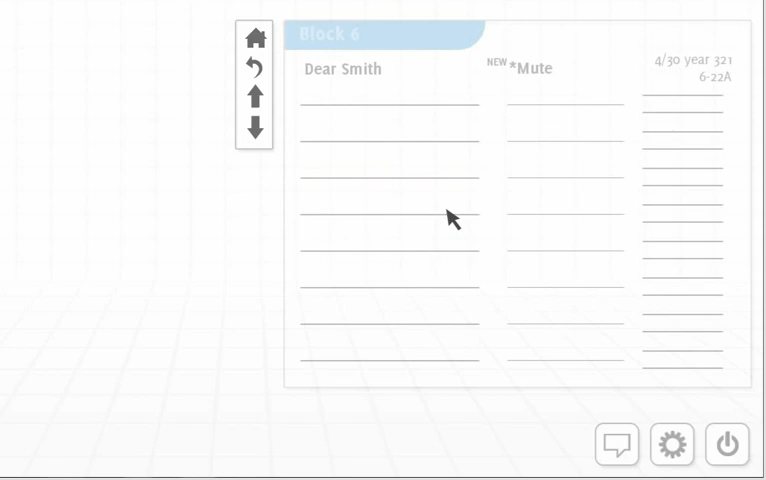 Block 6
Dear Smith
NEW *Mute
4/30 year 321
6-22A